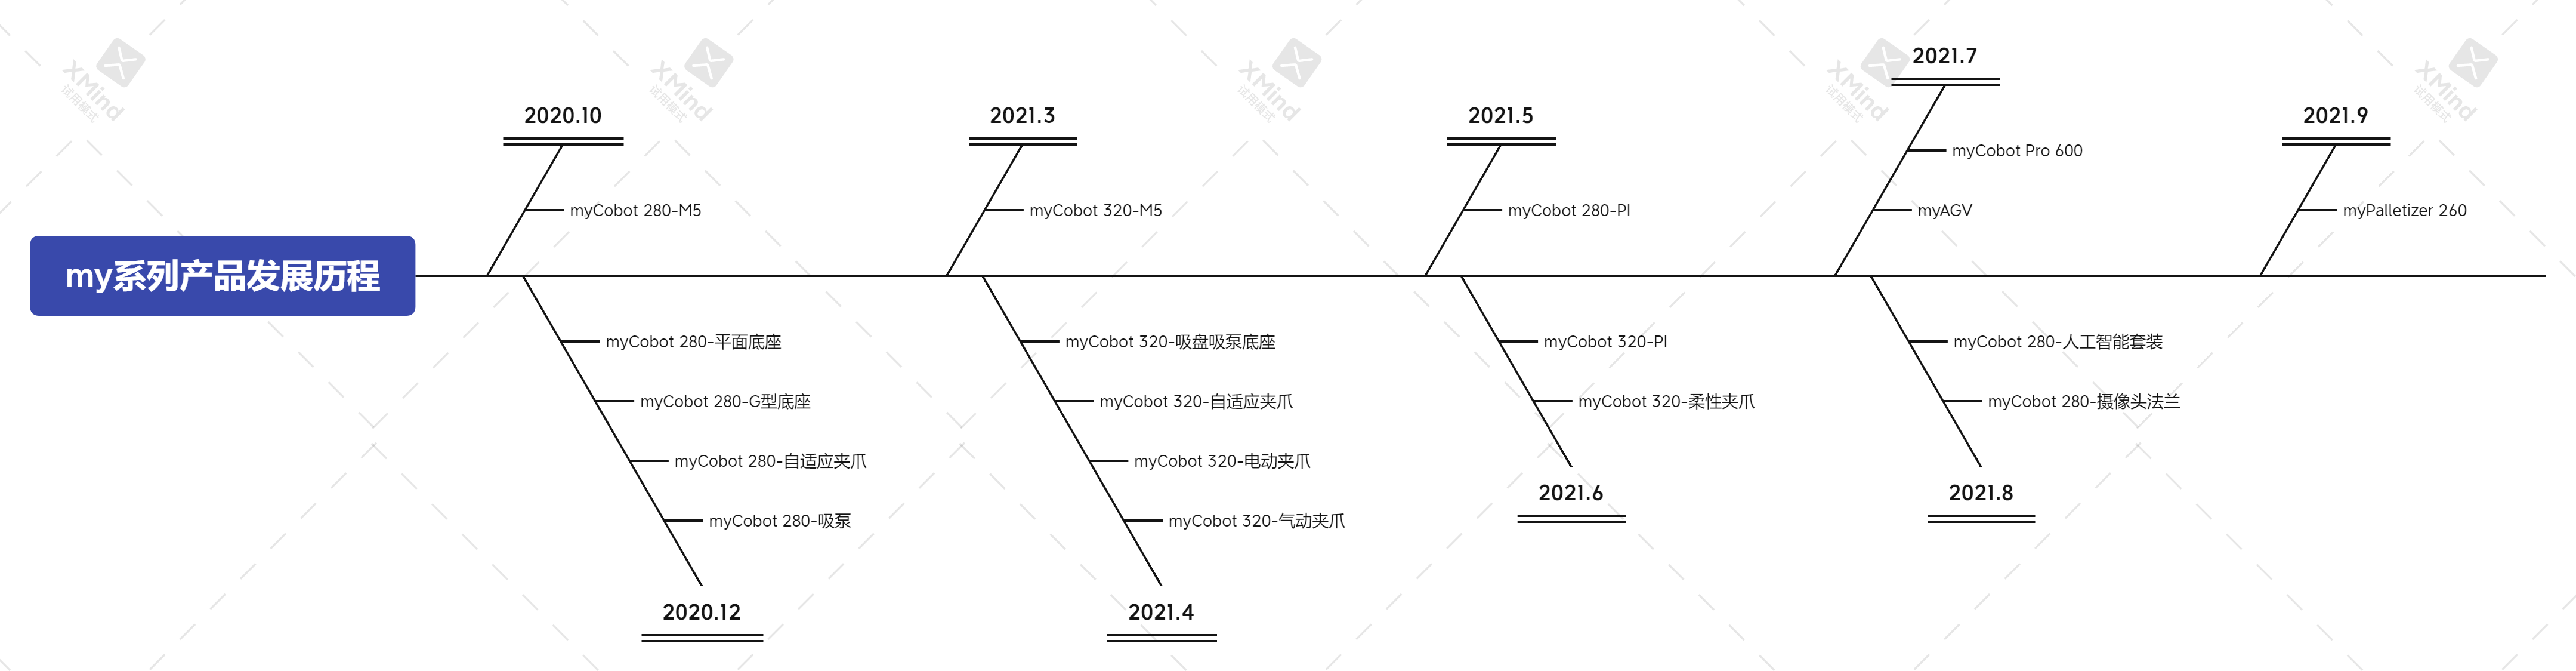 my系列产品发展历程
2020.10
myCobot 280-M5
myCobot 280-平面底座
myCobot 280-G型底座
myCobot 280-自适应夹爪
myCobot 280-吸泵
2020.12
2021.3
myCobot 320-M5
myCobot 320-吸盘吸泵底座
myCobot 320-自适应夹爪
myCobot 320-电动夹爪
myCobot 320-气动夹爪
2021.4
2021.5
myCobot 280-PI
myCobot 320-PI
myCobot 320-柔性夹爪
2021.6
2021.7
myCobot Pro 600
myAGV
myCobot 280-人工智能套装
myCobot 280-摄像头法兰
2021.8
2021.9
myPalletizer 260
XMind
试用模式
XMind
试用模式
XMind
试用模式
XMind
试用模式
XMind
试用模式